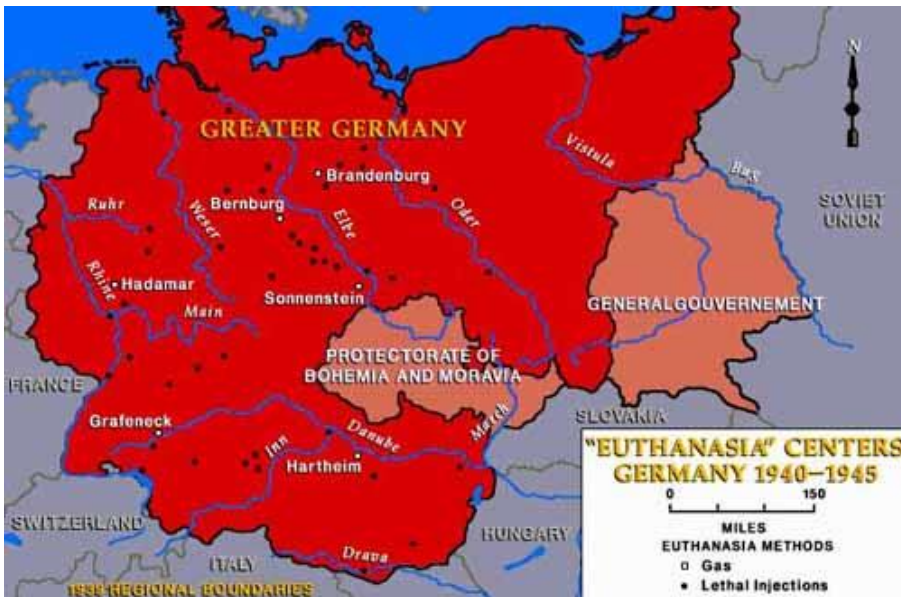 N
GREATER GERMANY
Vistula
Bug
Brandenburg
SOVIET
UNION
Ruhr
Weser
Bernburg
Elbe
Oder
Rhine
Hadamar
Sonnenstein
GENERALGOUVERNEMENT
Main
PROTECTORATE OF
BOHEMIA AND MORAVIA
FRANCE
SLOVAKIA
Grafeneck
Inn
Danube
March
Hartheim
SWITZERLAND
HUNGARY
ITALY
Drava
1939 REGIONAL BOUNDARIES
"EUTHANASIA" CENTERS
GERMANY 1940–1945
0 150
MILES
EUTHANASIA METHODS
Gas
Lethal Injections